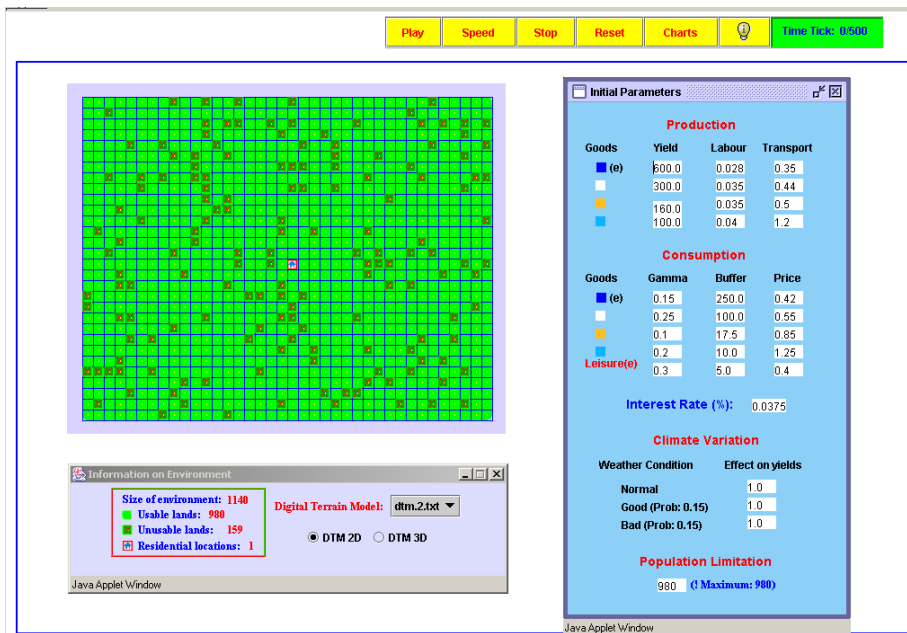 Play Speed Stop Reset Charts Time Tick: 0/500
Initial Parameters
Production
Goods Yield Labour Transport
(e) 600.0 0.028 0.35
300.0 0.035 0.44
160.0 0.035 0.5
100.0 0.04 1.2
Consumption
Goods Gamma Buffer Price
(e) 0.15 250.0 0.42
0.25 100.0 0.55
0.1 17.5 0.85
0.2 10.0 1.25
Leisure(e) 0.3 5.0 0.4
Interest Rate (%): 0.0375
Climate Variation
Weather Condition Effect on yields
Normal 1.0
Good (Prob: 0.15) 1.0
Bad (Prob: 0.15) 1.0
Population Limitation
980 (! Maximum: 980)
Java Applet Window
Information on Environment
Size of environment: 1140
Usable lands: 980
Unusable lands: 159
Residential locations: 1
Digital Terrain Model: dtm.2.txt
DTM 2D DTM 3D
Java Applet Window